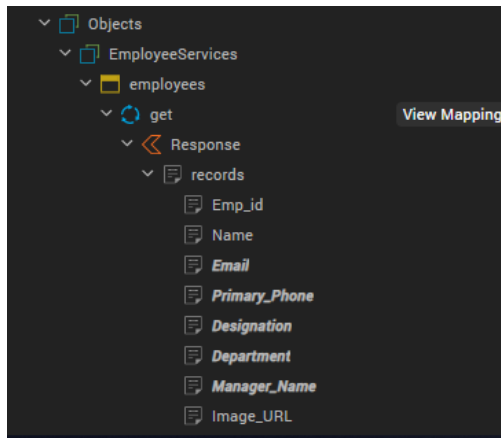 Objects
EmployeeServices
employees
get View Mapping
Response
records
Emp_id
Name
Email
Primary_Phone
Designation
Department
Manager_Name
Image_URL